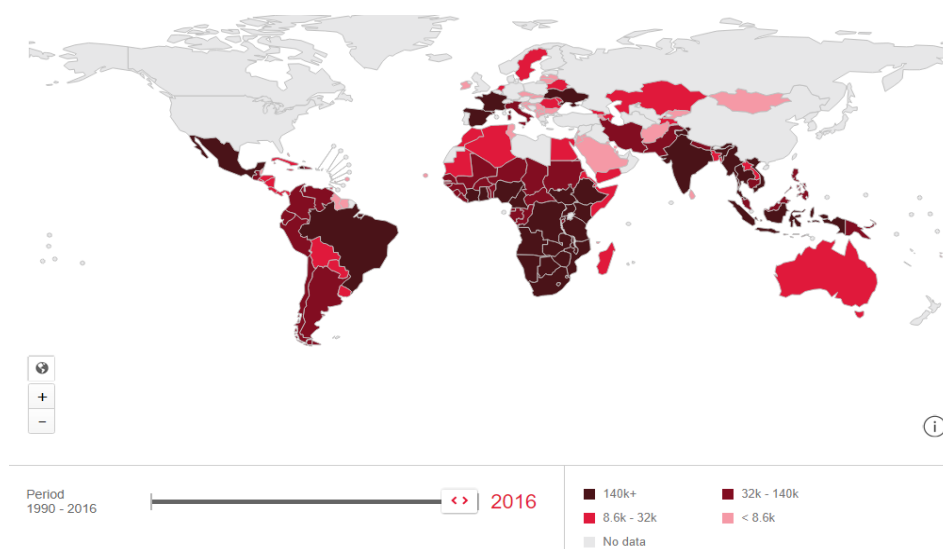 +
−
i
Period
1990 - 2016
< >
2016
140k+
32k - 140k
8.6k - 32k
< 8.6k
No data